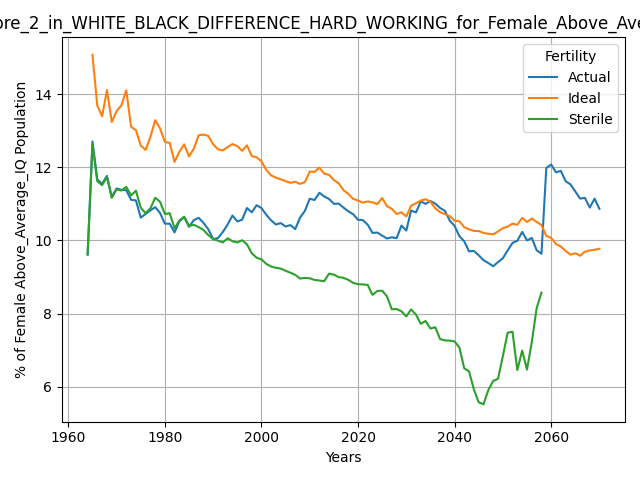 ore_2_in_WHITE_BLACK_DIFFERENCE_HARD_WORKING_for_Female_Above_Ave
% of Female Above_Average_IQ Population
14
12
10
8
6
Fertility
Actual
Ideal
Sterile
1960 1980 2000 2020 2040 2060
Years